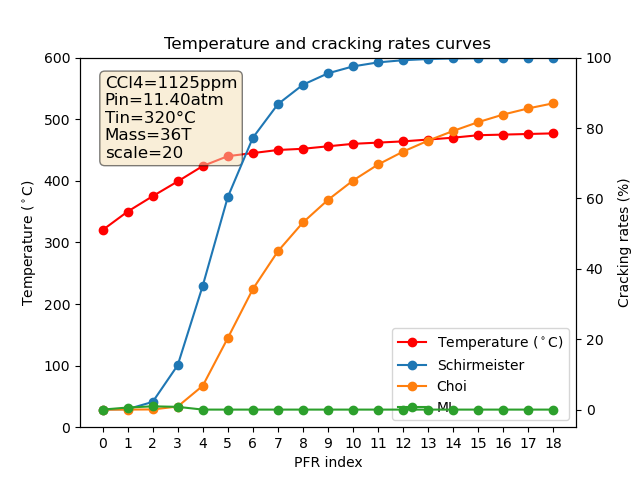 Temperature and cracking rates curves
CCl4=1125ppm
Pin=11.40atm
Tin=320°C
Mass=36T
scale=20
600
500
400
300
200
100
0
Temperature (°C)
100
80
60
40
20
0
Cracking rates (%)
Temperature (°C)
Schirmeister
Choi
0 1 2 3 4 5 6 7 8 9 10 11 12 13 14 15 16 17 18
PFR index